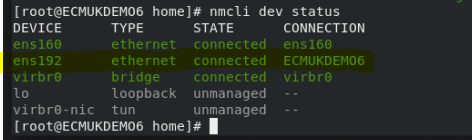 [root@ECMUKDEMO6 home]# nmcli dev status
DEVICE TYPE STATE CONNECTION
ens160 ethernet connected ens160
ens192 ethernet connected ECMUKDEMO6
virbr0 bridge connected virbr0
lo loopback unmanaged --
virbr0-nic tun unmanaged --
[root@ECMUKDEMO6 home]#